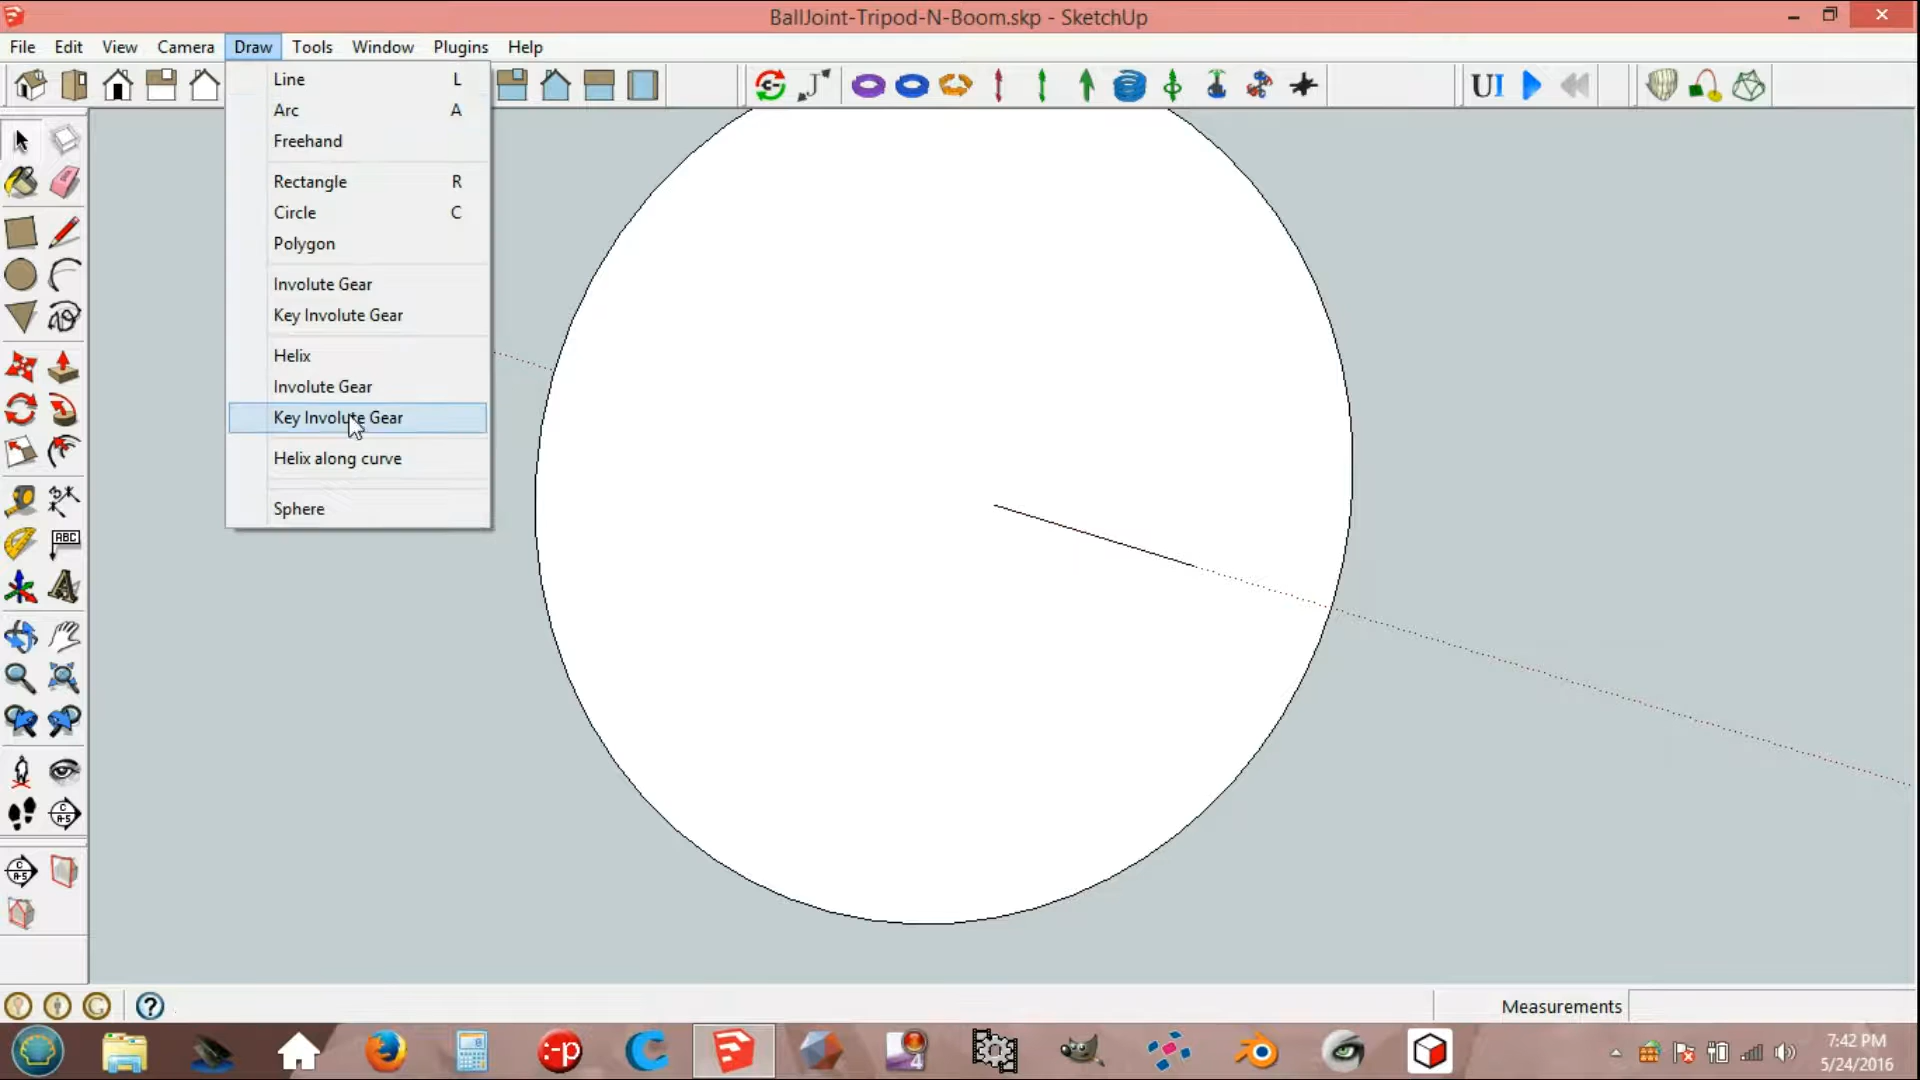 BallJoint-Tripod-N-Boom.skp - SketchUp
File Edit View Camera Draw Tools Window Plugins Help
UI
Line L
Arc A
Freehand
Rectangle R
Circle C
Polygon
Involute Gear
Key Involute Gear
Helix
Involute Gear
Key Involute Gear
Helix along curve
Sphere
ABC
Measurements
7:42 PM
5/24/2016